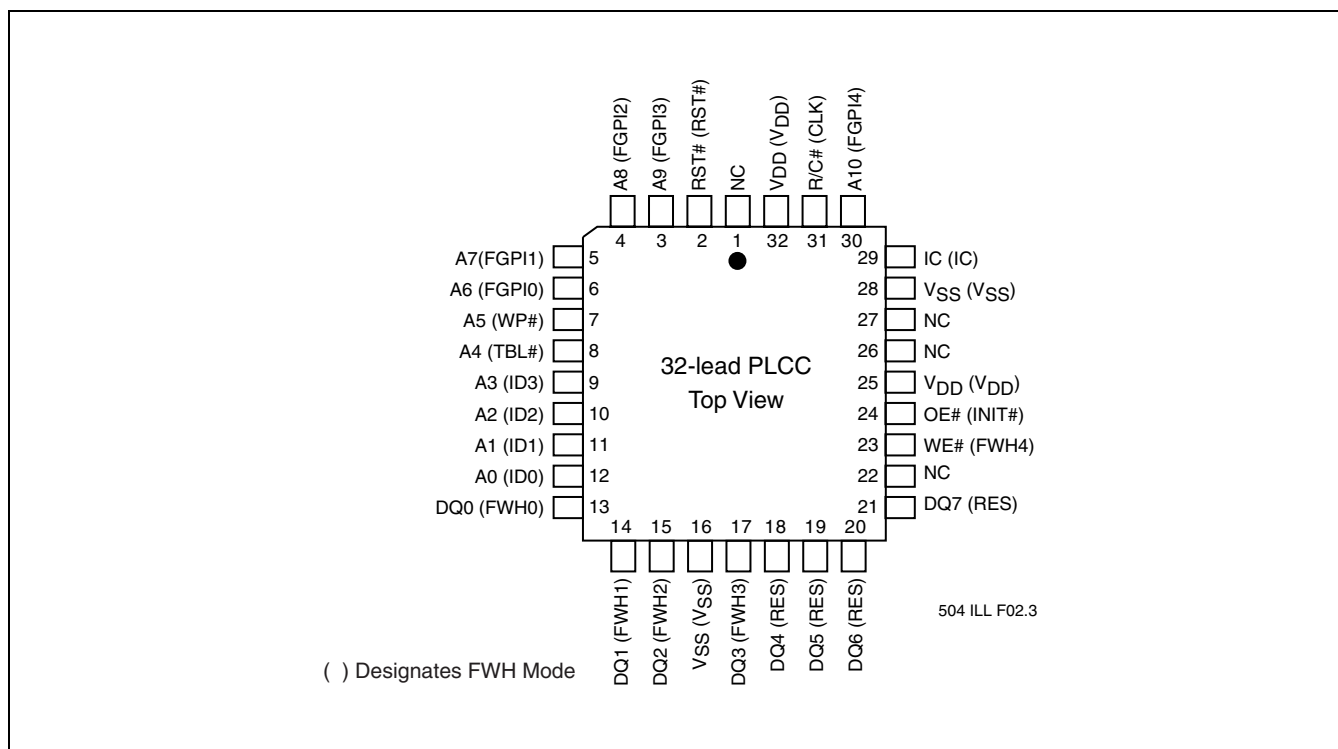 A8 (FGPI2)
A9 (FGPI3)
RST# (RST#)
NC
VDD (VDD)
R/C# (CLK)
A10 (FGPI4)
4
3
2
1
32
31
30
A7(FGPI1)
5
A6 (FGPI0)
6
A5 (WP#)
7
A4 (TBL#)
8
A3 (ID3)
9
A2 (ID2)
10
A1 (ID1)
11
A0 (ID0)
12
DQ0 (FWH0)
13
32-lead PLCC
Top View
29
IC (IC)
28
VSS (VSS)
27
NC
26
NC
25
VDD (VDD)
24
OE# (INIT#)
23
WE# (FWH4)
22
NC
21
DQ7 (RES)
14
15
16
17
18
19
20
DQ1 (FWH1)
DQ2 (FWH2)
VSS (VSS)
DQ3 (FWH3)
DQ4 (RES)
DQ5 (RES)
DQ6 (RES)
504 ILL F02.3
( ) Designates FWH Mode